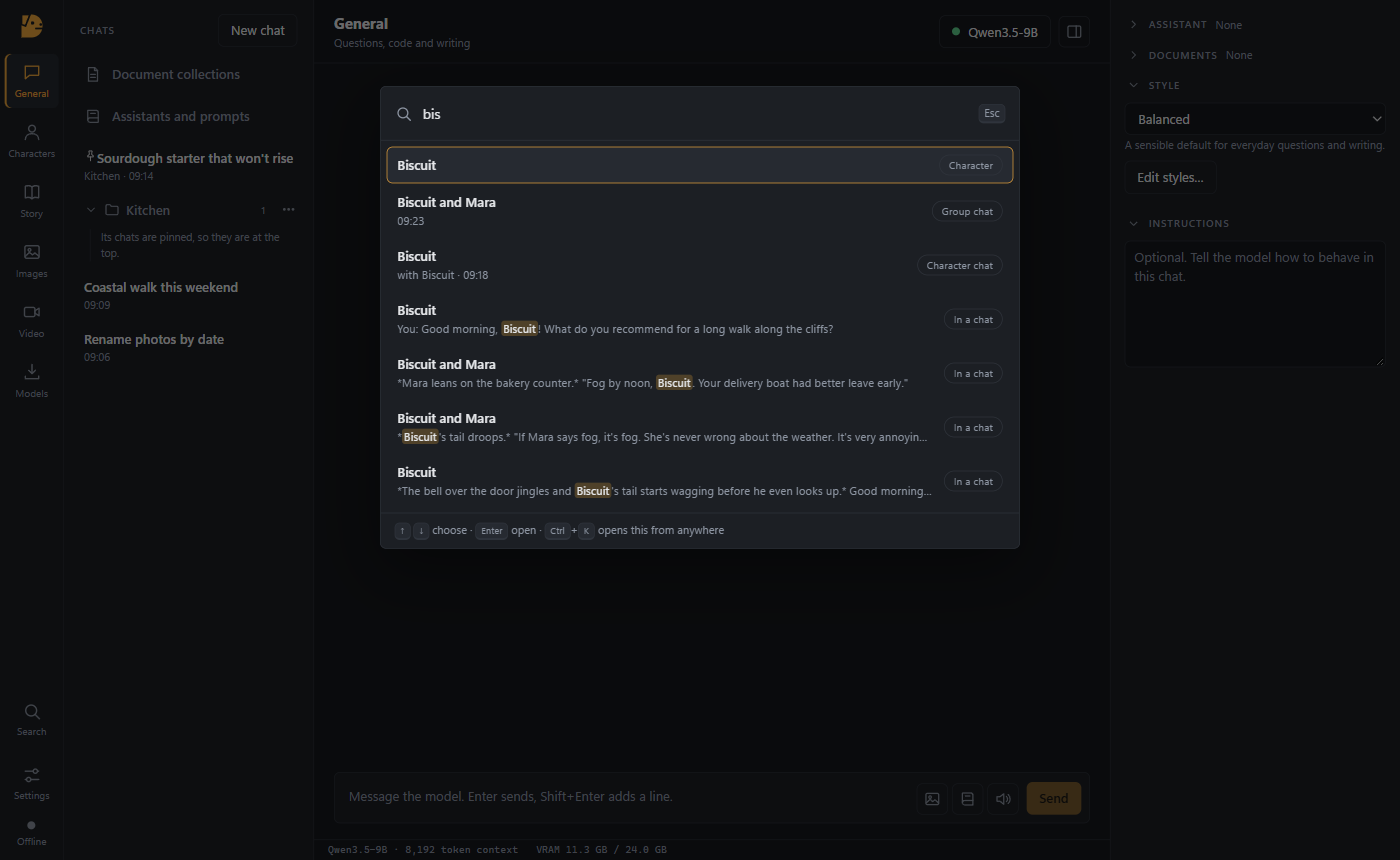 CHATS
New chat
General
Questions, code and writing
Qwen3.5-9B
ASSISTANT None
DOCUMENTS None
STYLE
Balanced
A sensible default for everyday questions and writing.
Edit styles...
INSTRUCTIONS
Optional. Tell the model how to behave in
this chat.
General
Characters
Story
Images
Video
Models
Search
Settings
Offline
Document collections
Assistants and prompts
Sourdough starter that won't rise
Kitchen · 09:14
Kitchen 1 •••
Its chats are pinned, so they are at the
top.
Coastal walk this weekend
09:09
Rename photos by date
09:06
bis Esc
Biscuit Character
Biscuit and Mara
09:23
Group chat
Biscuit
with Biscuit · 09:18
Character chat
Biscuit
You: Good morning, Biscuit! What do you recommend for a long walk along the cliffs?
In a chat
Biscuit and Mara
*Mara leans on the bakery counter.* "Fog by noon, Biscuit. Your delivery boat had better leave early."
In a chat
Biscuit and Mara
*Biscuit's tail droops.* "If Mara says fog, it's fog. She's never wrong about the weather. It's very annoyin...
In a chat
Biscuit
*The bell over the door jingles and Biscuit's tail starts wagging before he even looks up.* Good morning...
In a chat
↑ ↓ choose · Enter open · Ctrl + K opens this from anywhere
Message the model. Enter sends, Shift+Enter adds a line.
Send
Qwen3.5-9B · 8,192 token context VRAM 11.3 GB / 24.0 GB